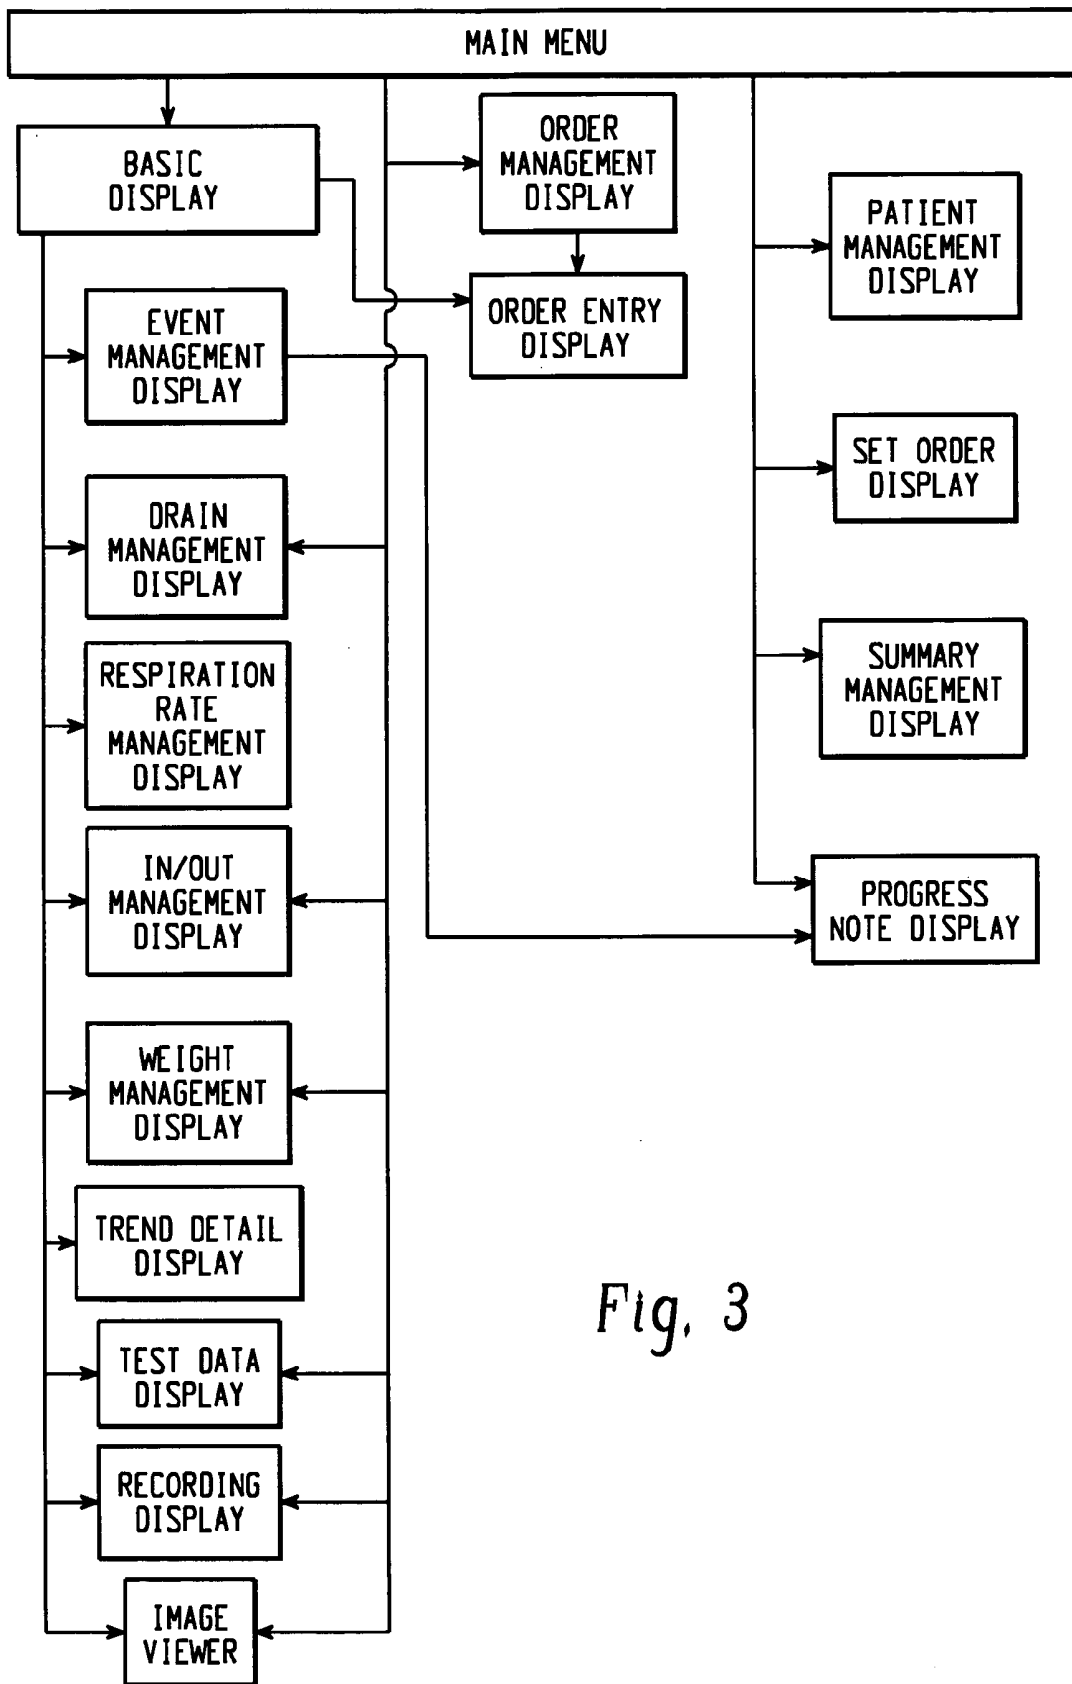 MAIN MENU
BASIC
DISPLAY
ORDER
MANAGEMENT
DISPLAY
PATIENT
MANAGEMENT
DISPLAY
ORDER ENTRY
DISPLAY
EVENT
MANAGEMENT
DISPLAY
SET ORDER
DISPLAY
DRAIN
MANAGEMENT
DISPLAY
SUMMARY
MANAGEMENT
DISPLAY
RESPIRATION
RATE
MANAGEMENT
DISPLAY
IN/OUT
MANAGEMENT
DISPLAY
PROGRESS
NOTE DISPLAY
WEIGHT
MANAGEMENT
DISPLAY
TREND DETAIL
DISPLAY
Fig. 3
TEST DATA
DISPLAY
RECORDING
DISPLAY
IMAGE
VIEWER